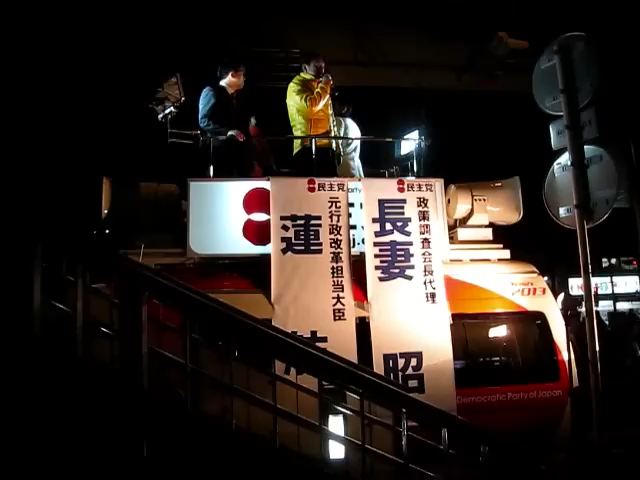 民主党
元行政改革担当大臣
蓮 舫
民主党
政策調査会長代理
長妻 昭
2013
Democratic Party of Japan